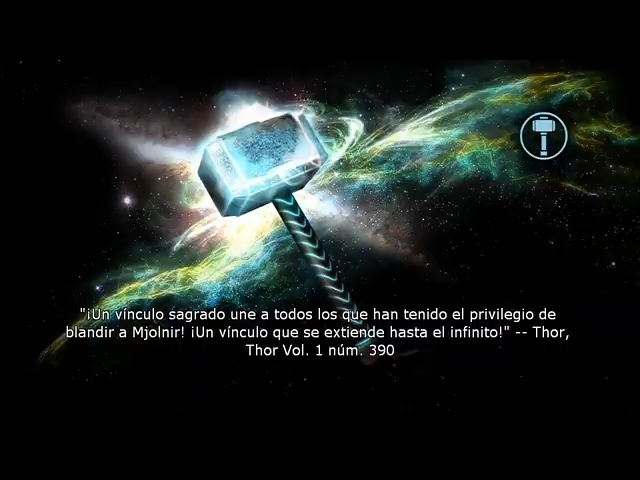 "¡Un vínculo sagrado une a todos los que han tenido el privilegio de
blandir a Mjolnir! ¡Un vínculo que se extiende hasta el infinito!" -- Thor,
Thor Vol. 1 núm. 390